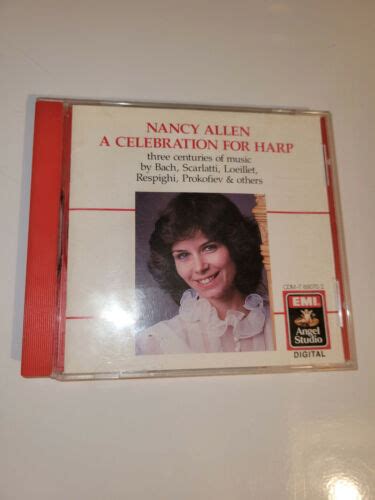 NANCY ALLEN
A CELEBRATION FOR HARP
three centuries of music
by Bach, Scarlatti, Loeillet,
Respighi, Prokofiev & others
EMI
Angel
Studio
DIGITAL